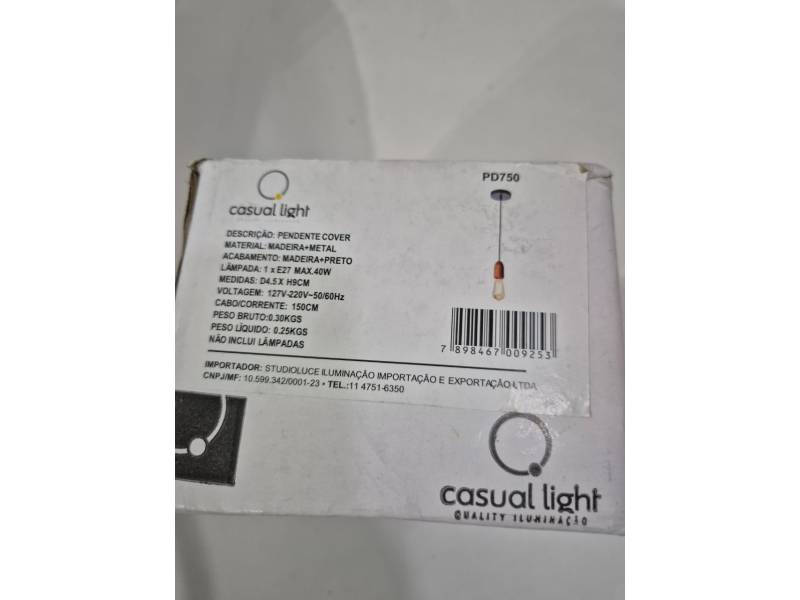 PD750
casual light
DESCRIÇÃO: PENDENTE COVER
MATERIAL: MADEIRA+METAL
ACABAMENTO: MADEIRA+PRETO
LÂMPADA: 1 x E27 MAX.40W
MEDIDAS: D4.5 X H9CM
VOLTAGEM: 127V-220V~50/60Hz
CABO/CORRENTE: 150CM
PESO BRUTO:0.30KGS
PESO LÍQUIDO: 0.25KGS
NÃO INCLUI LÂMPADAS
7 898467 009253
IMPORTADOR: STUDIOLUCE ILUMINAÇÃO IMPORTAÇÃO E EXPORTAÇÃO LTDA
CNPJ/MF: 10.599.342/0001-23 • TEL.:11 4751-6350
casual light
QUALITY ILUMINAÇÃO